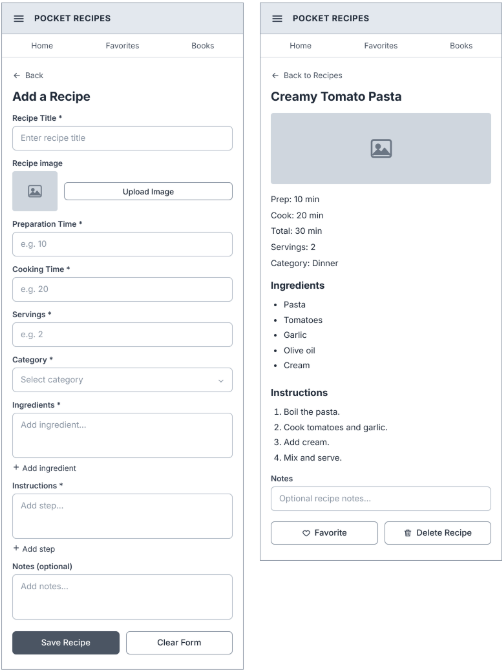 POCKET RECIPES
Home Favorites Books
← Back
Add a Recipe
Recipe Title *
Enter recipe title
Recipe image
Upload Image
Preparation Time *
e.g. 10
Cooking Time *
e.g. 20
Servings *
e.g. 2
Category *
Select category
Ingredients *
Add ingredient...
+ Add ingredient
Instructions *
Add step...
+ Add step
Notes (optional)
Add notes...
Save Recipe Clear Form
POCKET RECIPES
Home Favorites Books
← Back to Recipes
Creamy Tomato Pasta
Prep: 10 min
Cook: 20 min
Total: 30 min
Servings: 2
Category: Dinner
Ingredients
• Pasta
• Tomatoes
• Garlic
• Olive oil
• Cream
Instructions
1. Boil the pasta.
2. Cook tomatoes and garlic.
3. Add cream.
4. Mix and serve.
Notes
Optional recipe notes...
Favorite Delete Recipe